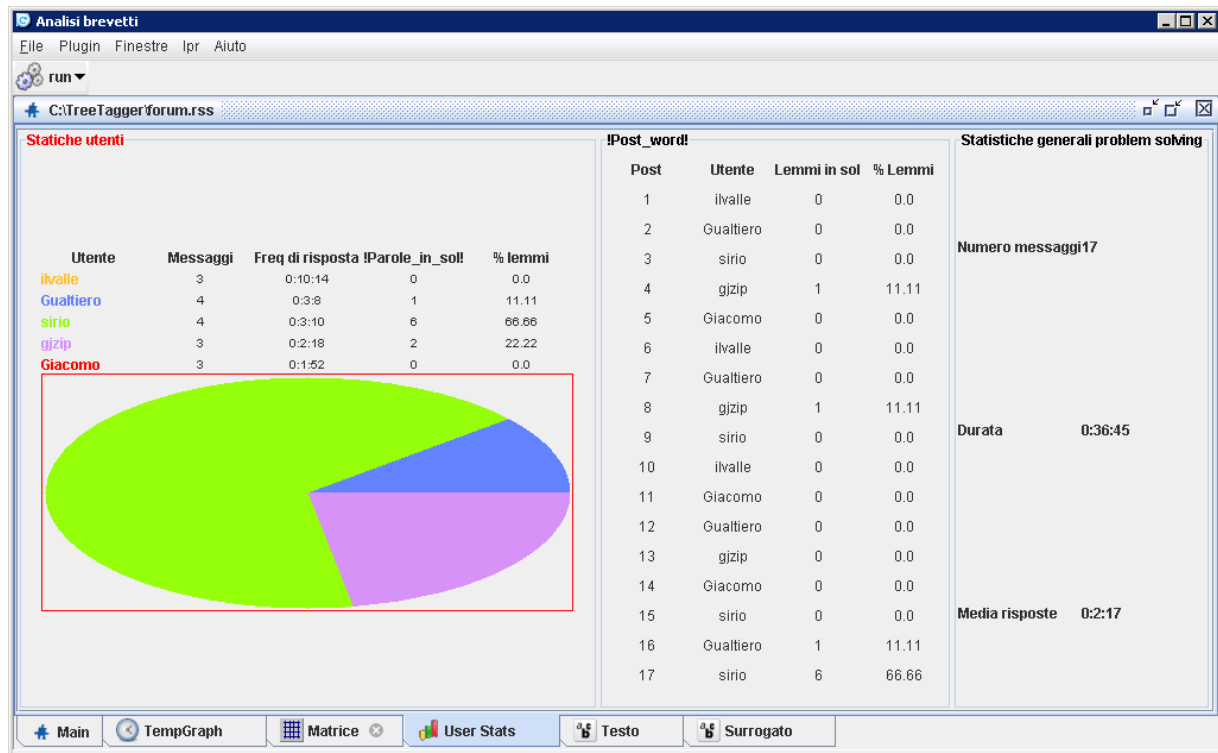 Analisi brevetti
File Plugin Finestre Ipr Aiuto
run
C:\TreeTagger\forum.rss
Statiche utenti
Utente Messaggi Freq di risposta !Parole_in_sol! % lemmi
ilvalle 3 0:10:14 0 0.0
Gualtiero 4 0:3:8 1 11.11
sirio 4 0:3:10 6 66.66
gjzip 3 0:2:18 2 22.22
Giacomo 3 0:1:52 0 0.0
!Post_word!
Post Utente Lemmi in sol % Lemmi
1 ilvalle 0 0.0
2 Gualtiero 0 0.0
3 sirio 0 0.0
4 gjzip 1 11.11
5 Giacomo 0 0.0
6 ilvalle 0 0.0
7 Gualtiero 0 0.0
8 gjzip 1 11.11
9 sirio 0 0.0
10 ilvalle 0 0.0
11 Giacomo 0 0.0
12 Gualtiero 0 0.0
13 gjzip 0 0.0
14 Giacomo 0 0.0
15 sirio 0 0.0
16 Gualtiero 1 11.11
17 sirio 6 66.66
Statistiche generali problem solving
Numero messaggi17
Durata 0:36:45
Media risposte 0:2:17
Main TempGraph Matrice User Stats Testo Surrogato